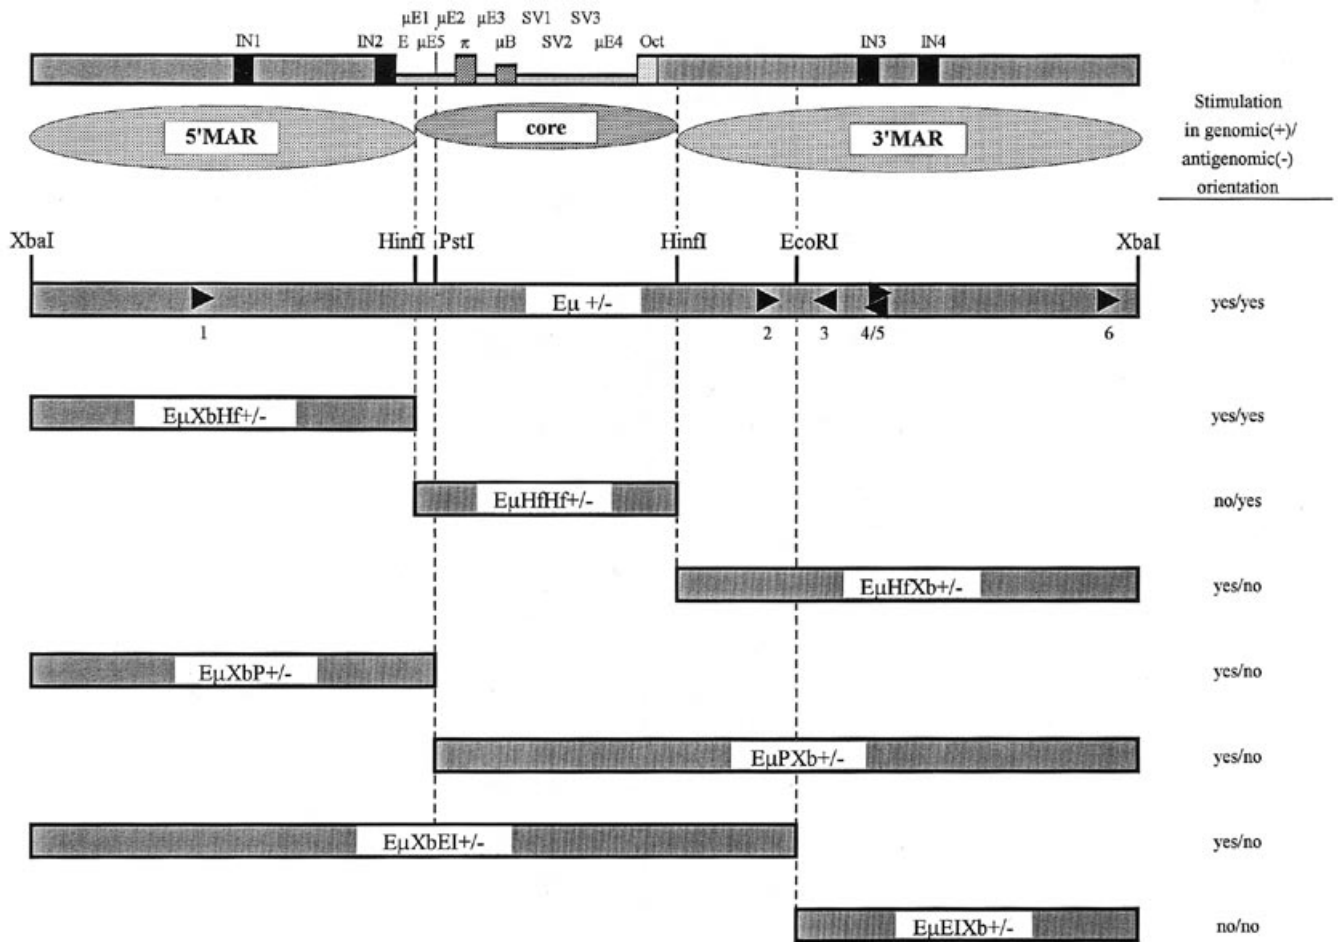 µE1 µE2 µE3 SV1 SV3
IN1 IN2 E µE5 π µB SV2 µE4 Oct IN3 IN4
5'MAR core 3'MAR
Stimulation
in genomic(+)/
antigenomic(-)
orientation
XbaI HinfI PstI HinfI EcoRI XbaI
Eµ +/- yes/yes
1 2 3 4/5 6
EµXbHf+/- yes/yes
EµHfHf+/- no/yes
EµHfXb+/- yes/no
EµXbP+/- yes/no
EµPXb+/- yes/no
EµXbEI+/- yes/no
EµEIXb+/- no/no